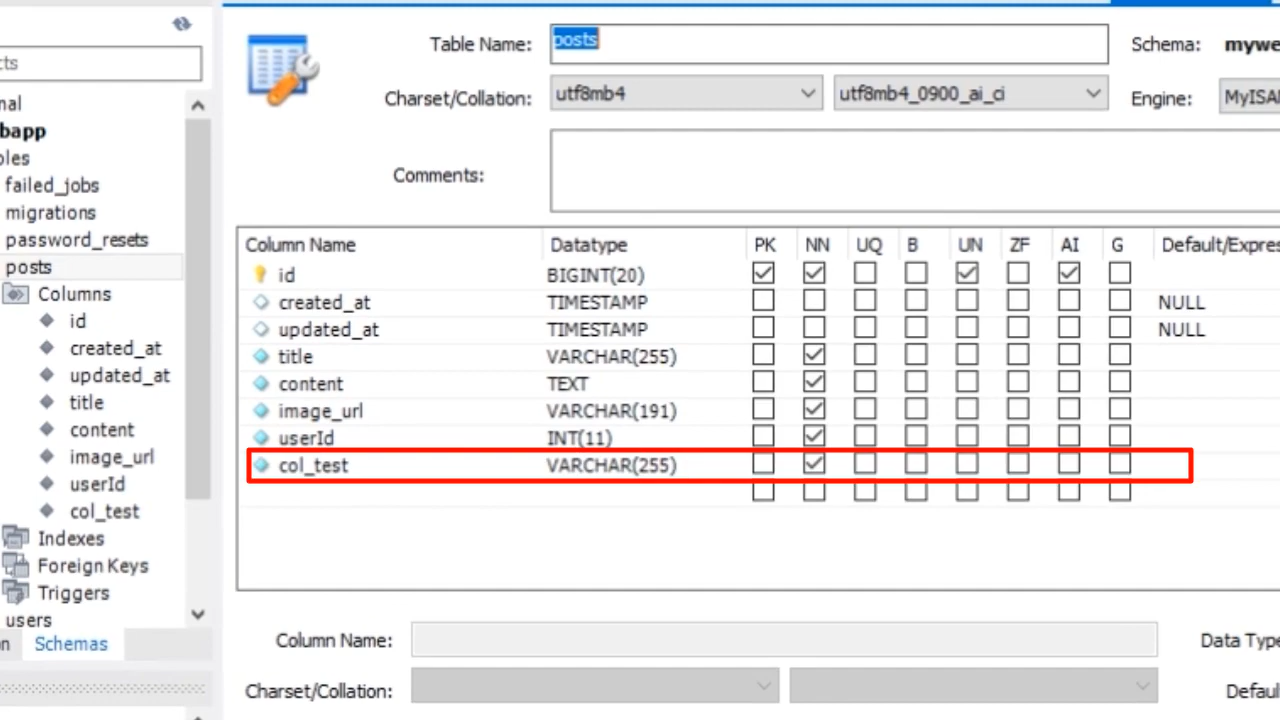 cts
nal
bapp
oles
failed_jobs
migrations
password_resets
posts
Columns
id
created_at
updated_at
title
content
image_url
userId
col_test
Indexes
Foreign Keys
Triggers
users
n Schemas
Table Name: posts Schema: mywe
Charset/Collation: utf8mb4 utf8mb4_0900_ai_ci Engine: MyISAM
Comments:
Column Name Datatype PK NN UQ B UN ZF AI G Default/Expres
id BIGINT(20)
created_at TIMESTAMP NULL
updated_at TIMESTAMP NULL
title VARCHAR(255)
content TEXT
image_url VARCHAR(191)
userId INT(11)
col_test VARCHAR(255)
Column Name: Data Type
Charset/Collation: Defaul